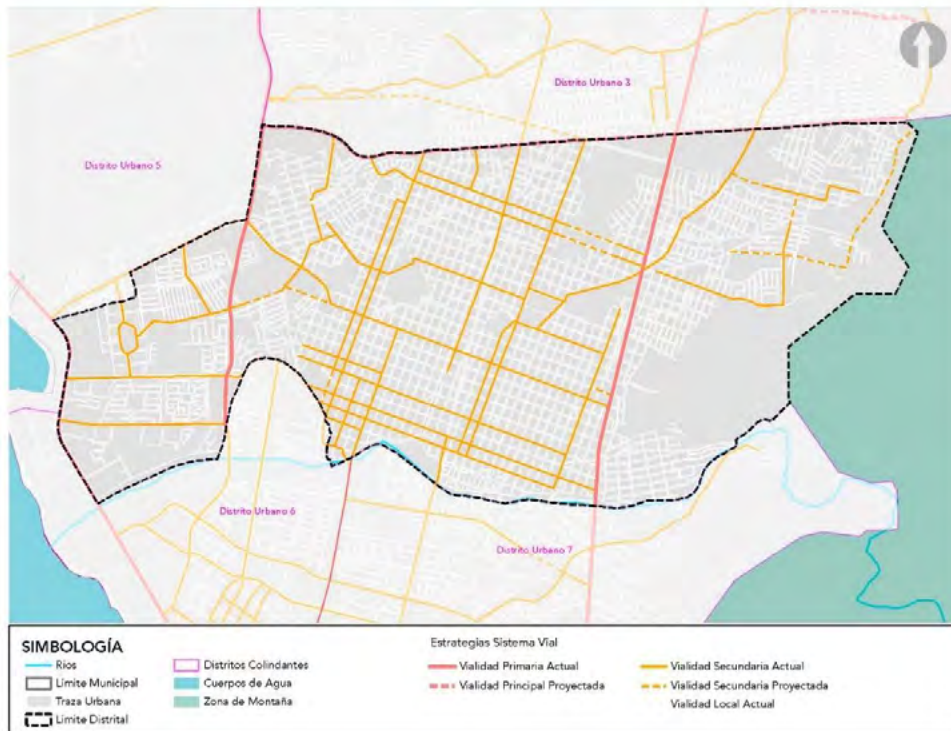 Distrito Urbano 3
Distrito Urbano 5
Distrito Urbano 6
Distrito Urbano 7
SIMBOLOGÍA
Ríos
Límite Municipal
Traza Urbana
Límite Distrital
Distritos Colindantes
Cuerpos de Agua
Zona de Montaña
Estrategias Sistema Vial
Vialidad Primaria Actual
Vialidad Principal Proyectada
Vialidad Secundaria Actual
Vialidad Secundaria Proyectada
Vialidad Local Actual